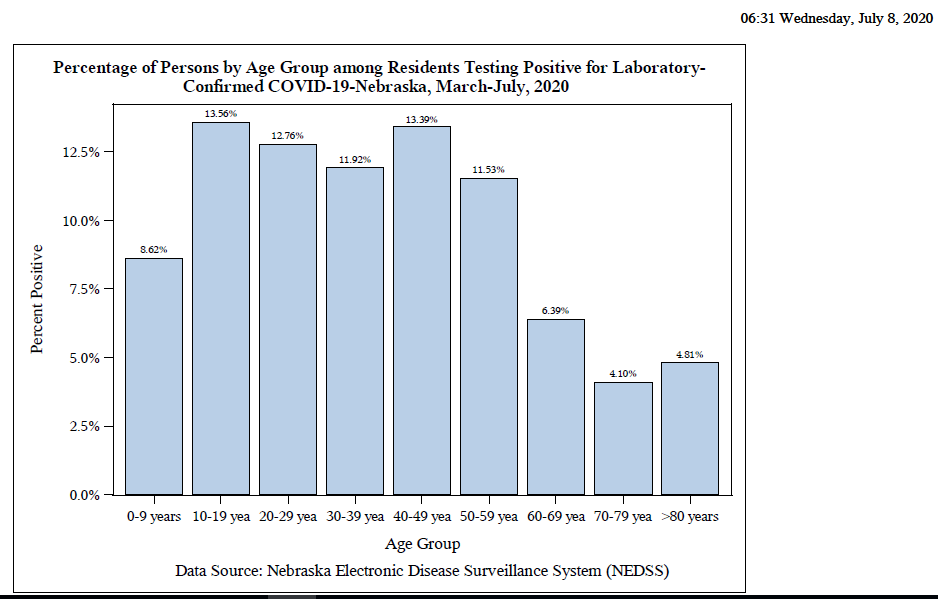 06:31 Wednesday, July 8, 2020
Percentage of Persons by Age Group among Residents Testing Positive for Laboratory-
Confirmed COVID-19-Nebraska, March-July, 2020
13.56%
13.39%
12.76%
12.5%
11.92%
11.53%
10.0%
8.62%
7.5%
Percent Positive
6.39%
5.0%
4.81%
4.10%
2.5%
0.0%
0-9 years 10-19 yea 20-29 yea 30-39 yea 40-49 yea 50-59 yea 60-69 yea 70-79 yea >80 years
Age Group
Data Source: Nebraska Electronic Disease Surveillance System (NEDSS)